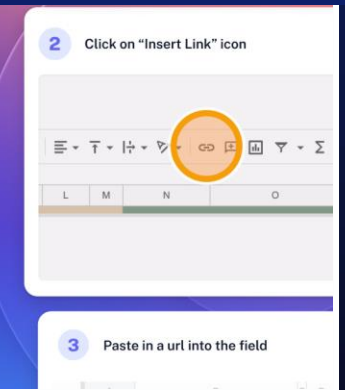 2 Click on “Insert Link” icon
L M N O
3 Paste in a url into the field